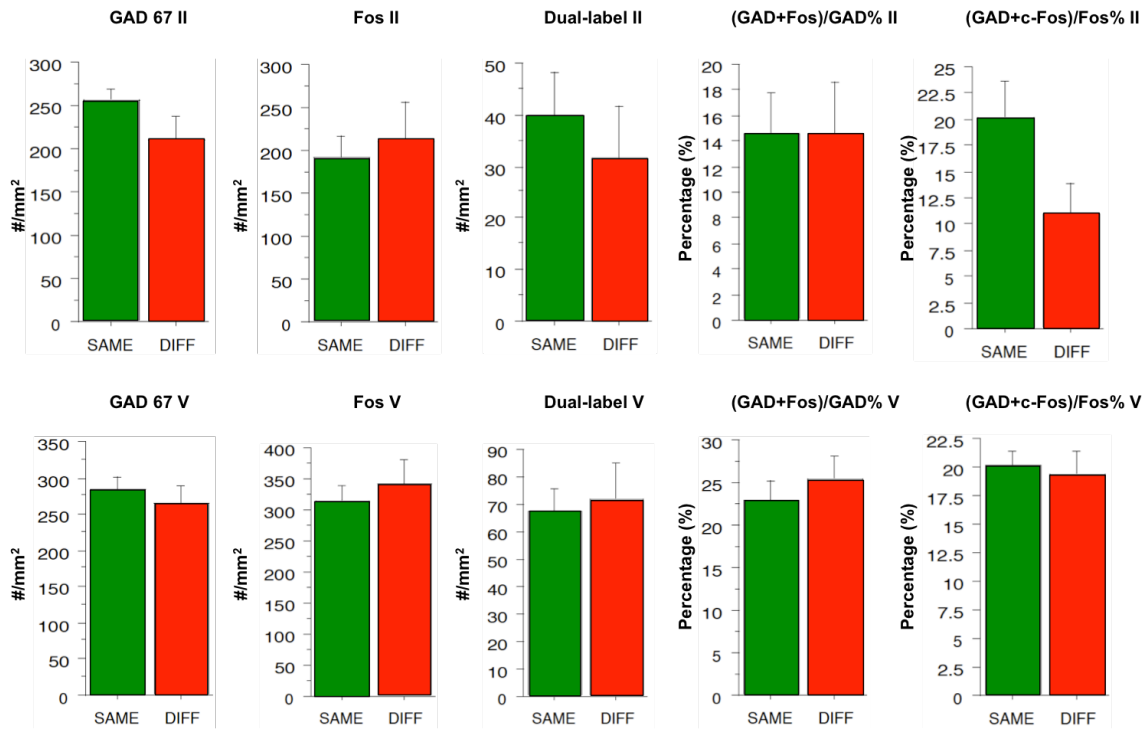 GAD 67 II
Fos II
Dual-label II
(GAD+Fos)/GAD% II
(GAD+c-Fos)/Fos% II
#/mm²
300
250
200
150
100
50
0
SAME DIFF
#/mm²
300
250
200
150
100
50
0
SAME DIFF
#/mm²
50
40
30
20
10
0
SAME DIFF
Percentage (%)
20
18
16
14
12
10
8
6
4
2
0
SAME DIFF
Percentage (%)
25
22.5
20
17.5
15
12.5
10
7.5
5
2.5
0
SAME DIFF
GAD 67 V
Fos V
Dual-label V
(GAD+Fos)/GAD% V
(GAD+c-Fos)/Fos% V
#/mm²
350
300
250
200
150
100
50
0
SAME DIFF
#/mm²
400
350
300
250
200
150
100
50
0
SAME DIFF
#/mm²
90
80
70
60
50
40
30
20
10
0
SAME DIFF
Percentage (%)
30
25
20
15
10
5
0
SAME DIFF
Percentage (%)
22.5
20
17.5
15
12.5
10
7.5
5
2.5
0
SAME DIFF